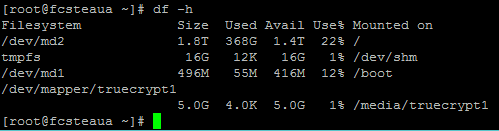 [root@fcsteaua ~]# df -h
Filesystem Size Used Avail Use% Mounted on
/dev/md2 1.8T 368G 1.4T 22% /
tmpfs 16G 12K 16G 1% /dev/shm
/dev/md1 496M 55M 416M 12% /boot
/dev/mapper/truecrypt1
5.0G 4.0K 5.0G 1% /media/truecrypt1
[root@fcsteaua ~]#